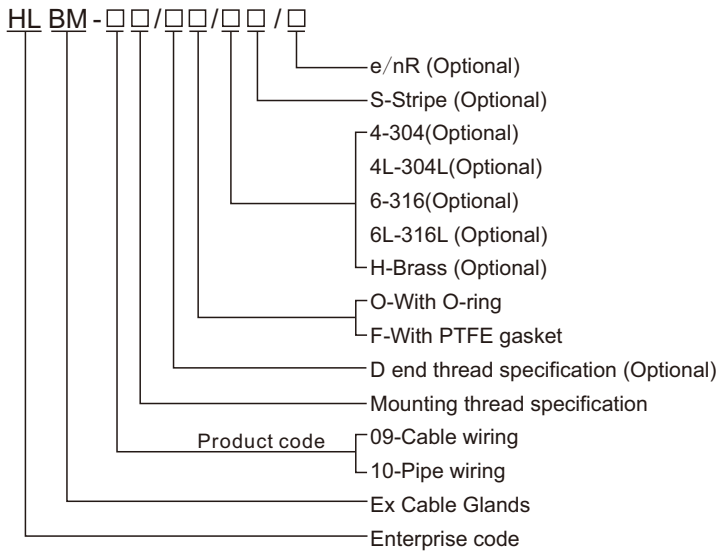 HL BM-□□/□□/□□/□
e/nR (Optional)
S-Stripe (Optional)
4-304(Optional)
4L-304L(Optional)
6-316(Optional)
6L-316L (Optional)
H-Brass (Optional)
O-With O-ring
F-With PTFE gasket
D end thread specification (Optional)
Mounting thread specification
Product code
09-Cable wiring
10-Pipe wiring
Ex Cable Glands
Enterprise code